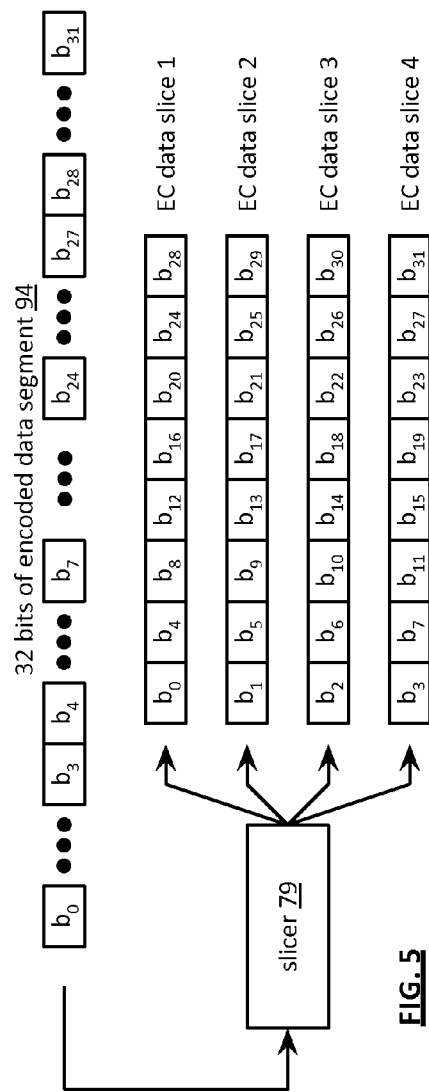 32 bits of encoded data segment 94
b0 ••• b3 b4 ••• b7 ••• b24 ••• b27 b28 ••• b31
slicer 79
b0 b4 b8 b12 b16 b20 b24 b28 EC data slice 1
b1 b5 b9 b13 b17 b21 b25 b29 EC data slice 2
b2 b6 b10 b14 b18 b22 b26 b30 EC data slice 3
b3 b7 b11 b15 b19 b23 b27 b31 EC data slice 4
FIG. 5